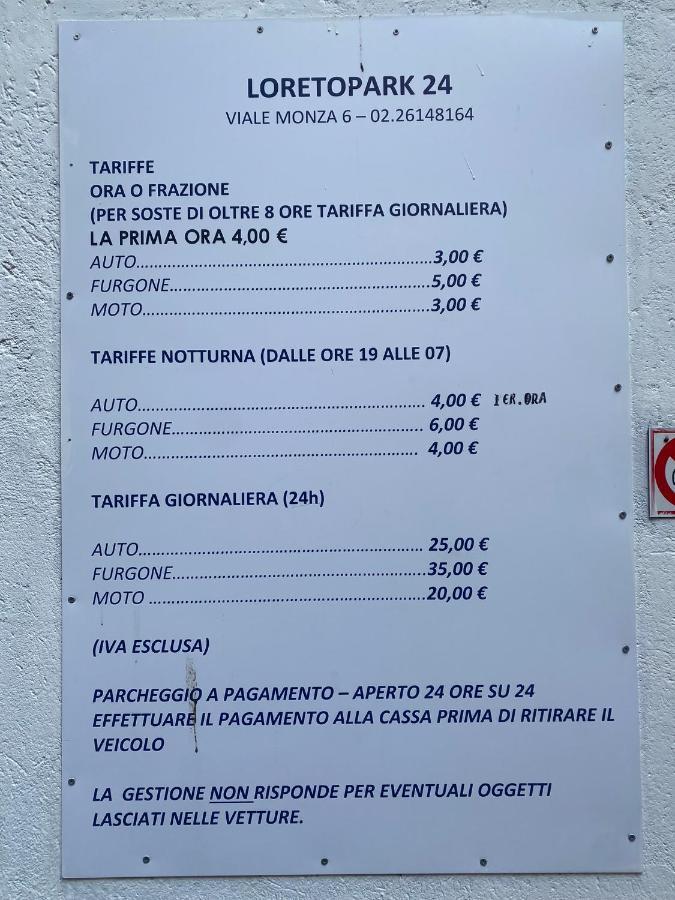 LORETOPARK 24
VIALE MONZA 6 – 02.26148164
TARIFFE
ORA O FRAZIONE
(PER SOSTE DI OLTRE 8 ORE TARIFFA GIORNALIERA)
LA PRIMA ORA 4,00 €
AUTO.......................................................3,00 €
FURGONE................................................5,00 €
MOTO.....................................................3,00 €
TARIFFE NOTTURNA (DALLE ORE 19 ALLE 07)
AUTO..................................................... 4,00 € PER.ORA
FURGONE............................................... 6,00 €
MOTO................................................... 4,00 €
TARIFFA GIORNALIERA (24h)
AUTO..................................................... 25,00 €
FURGONE...............................................35,00 €
MOTO ...................................................20,00 €
(IVA ESCLUSA)
PARCHEGGIO A PAGAMENTO – APERTO 24 ORE SU 24
EFFETTUARE IL PAGAMENTO ALLA CASSA PRIMA DI RITIRARE IL
VEICOLO
LA GESTIONE NON RISPONDE PER EVENTUALI OGGETTI
LASCIATI NELLE VETTURE.